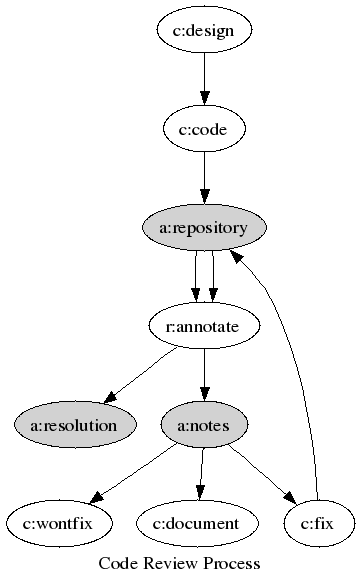 c:design
c:code
a:repository
r:annotate
a:resolution
a:notes
c:wontfix
c:document
c:fix
Code Review Process